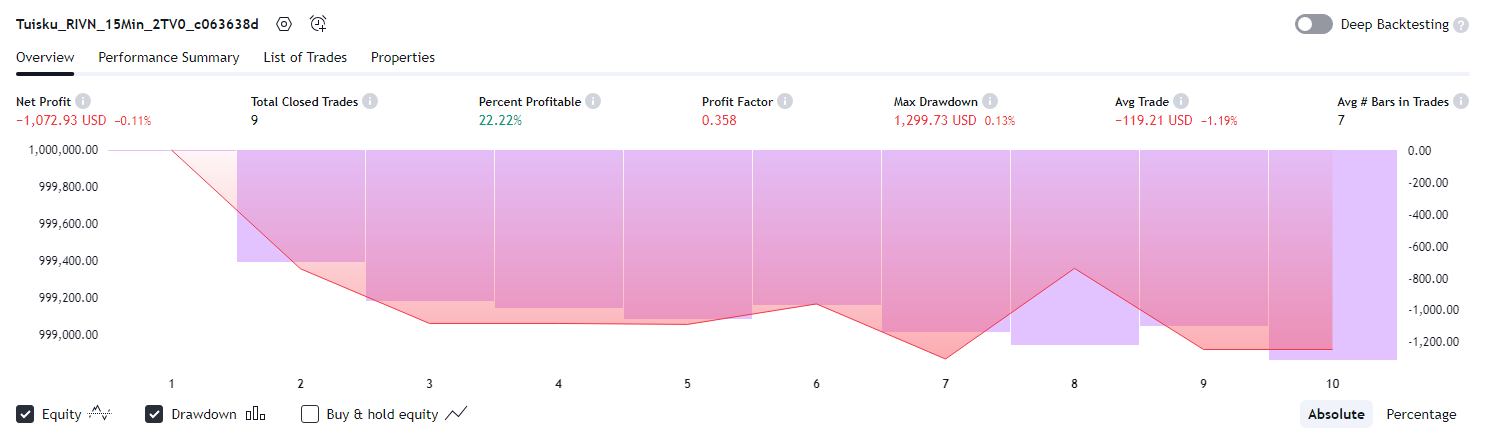 Tuisku_RIVN_15Min_2TV0_c063638d
Deep Backtesting
Overview Performance Summary List of Trades Properties
Net Profit Total Closed Trades Percent Profitable Profit Factor Max Drawdown Avg Trade Avg # Bars in Trades
−1,072.93 USD −0.11% 9 22.22% 0.358 1,299.73 USD 0.13% −119.21 USD −1.19% 7
1,000,000.00 0.00
999,800.00 -200.00
999,600.00 -400.00
-600.00
999,400.00 -800.00
999,200.00 -1,000.00
999,000.00 -1,200.00
1 2 3 4 5 6 7 8 9 10
Equity Drawdown Buy & hold equity Absolute Percentage